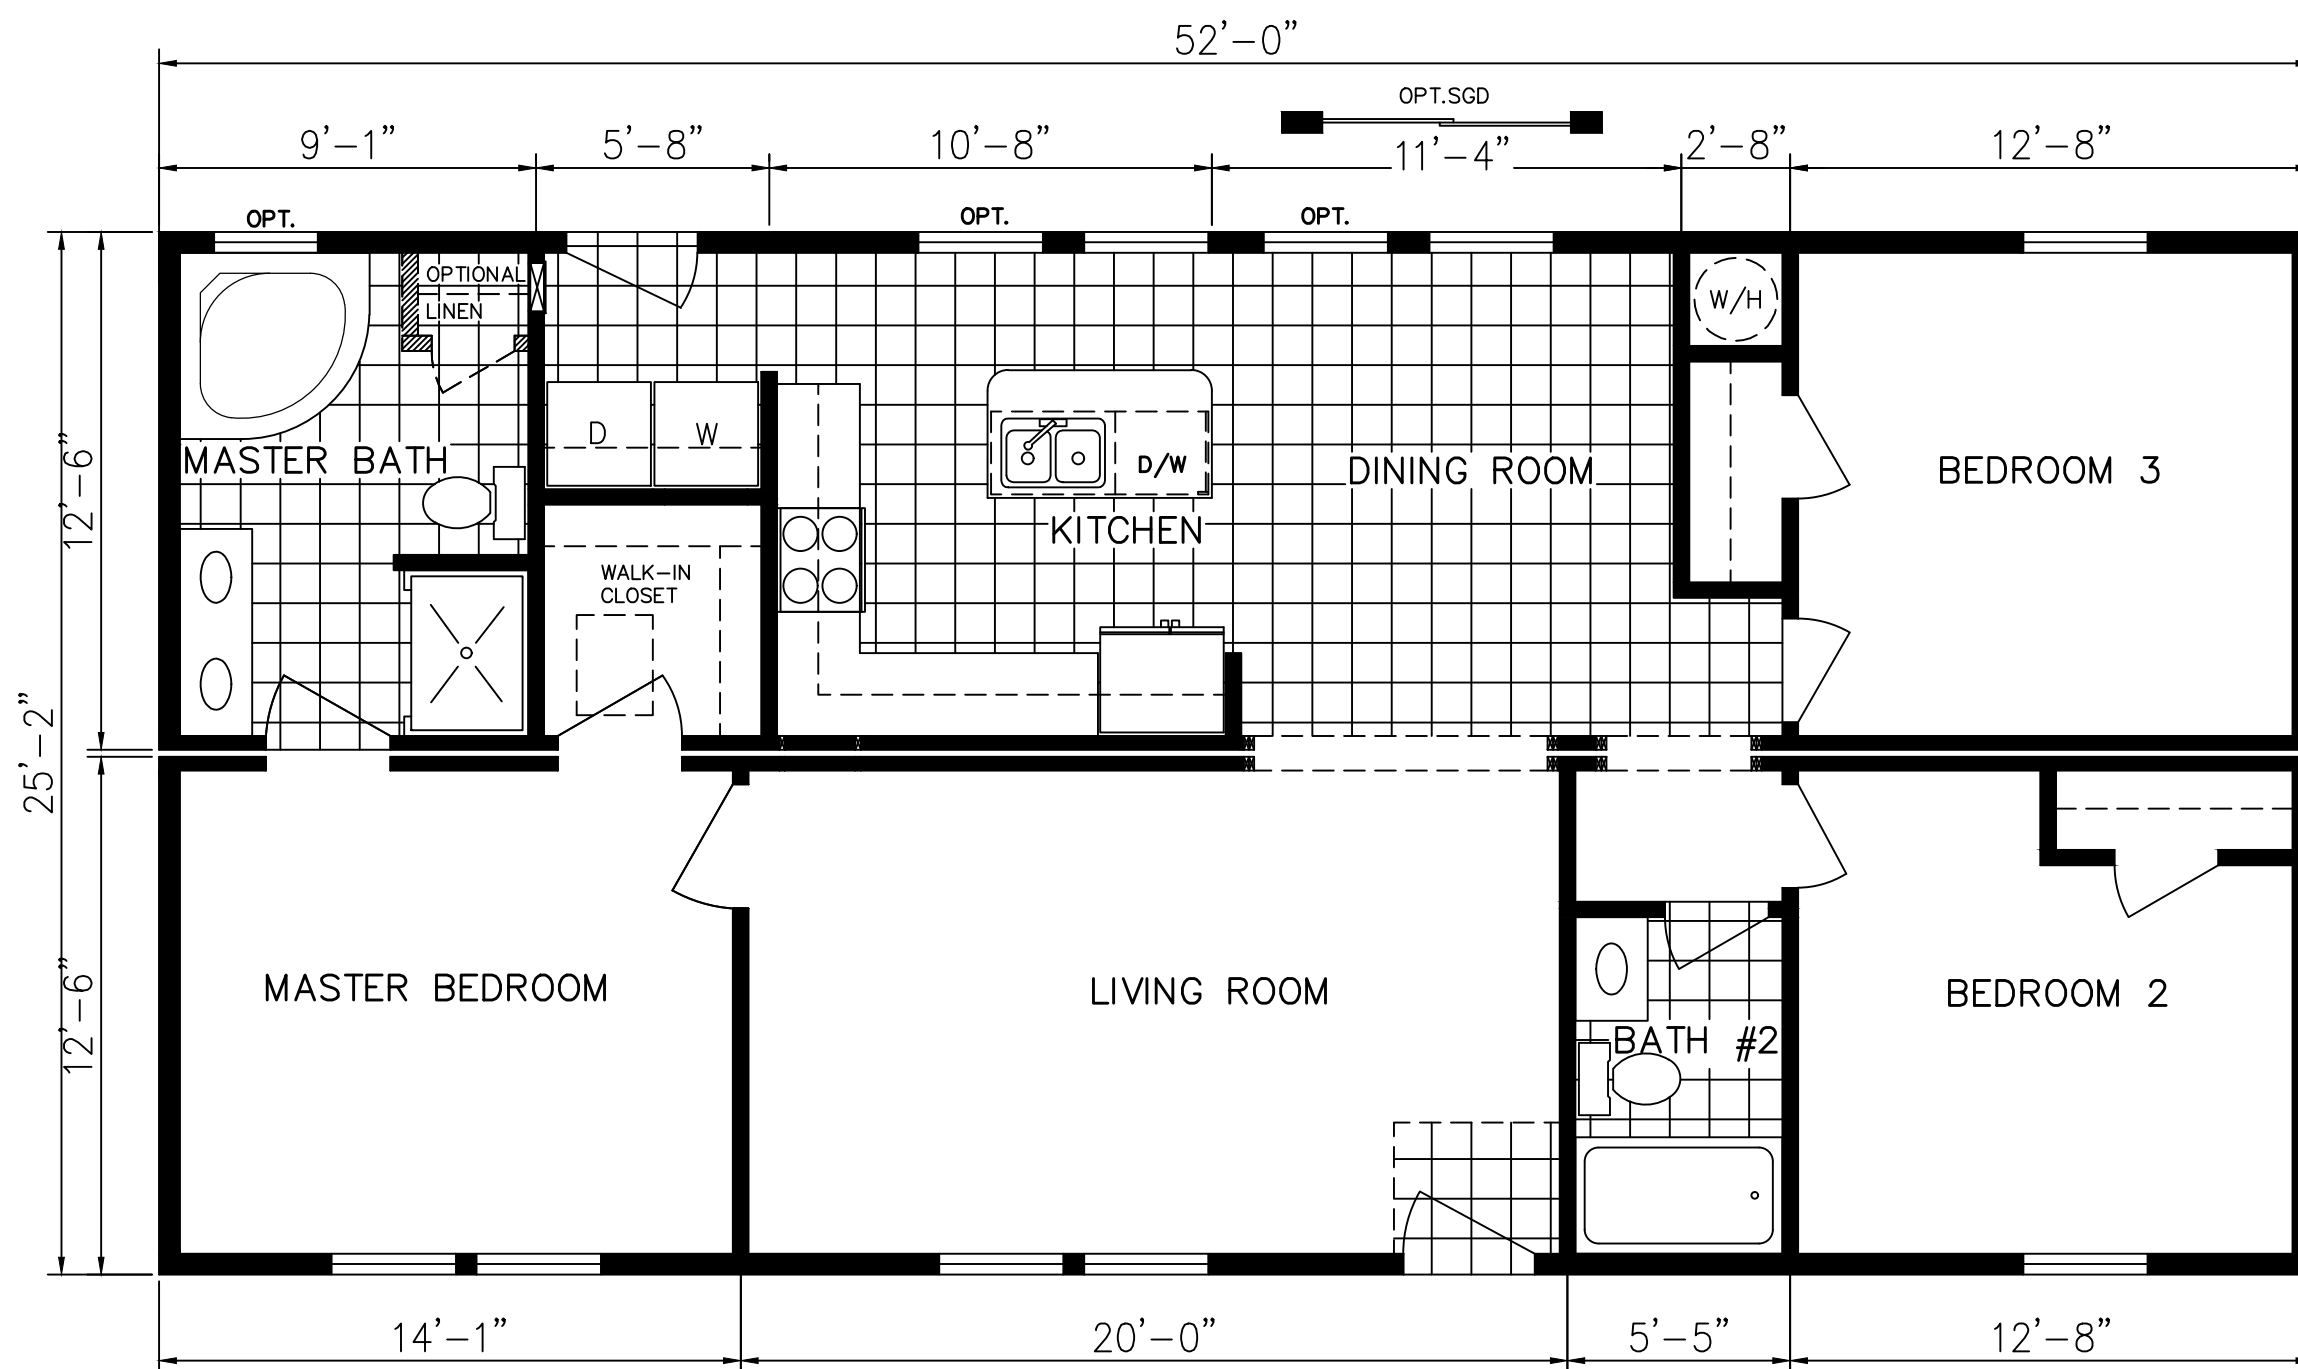 52'-0"
OPT.SGD
9'-1"
5'-8"
10'-8"
11'-4"
2'-8"
12'-8"
OPT.
OPT.
OPT.
OPTIONAL
LINEN
W/H
D
W
MASTER BATH
D/W
DINING ROOM
BEDROOM 3
12'-6"
KITCHEN
WALK-IN
CLOSET
25'-2"
MASTER BEDROOM
LIVING ROOM
BEDROOM 2
12'-6"
BATH #2
14'-1"
20'-0"
5'-5"
12'-8"